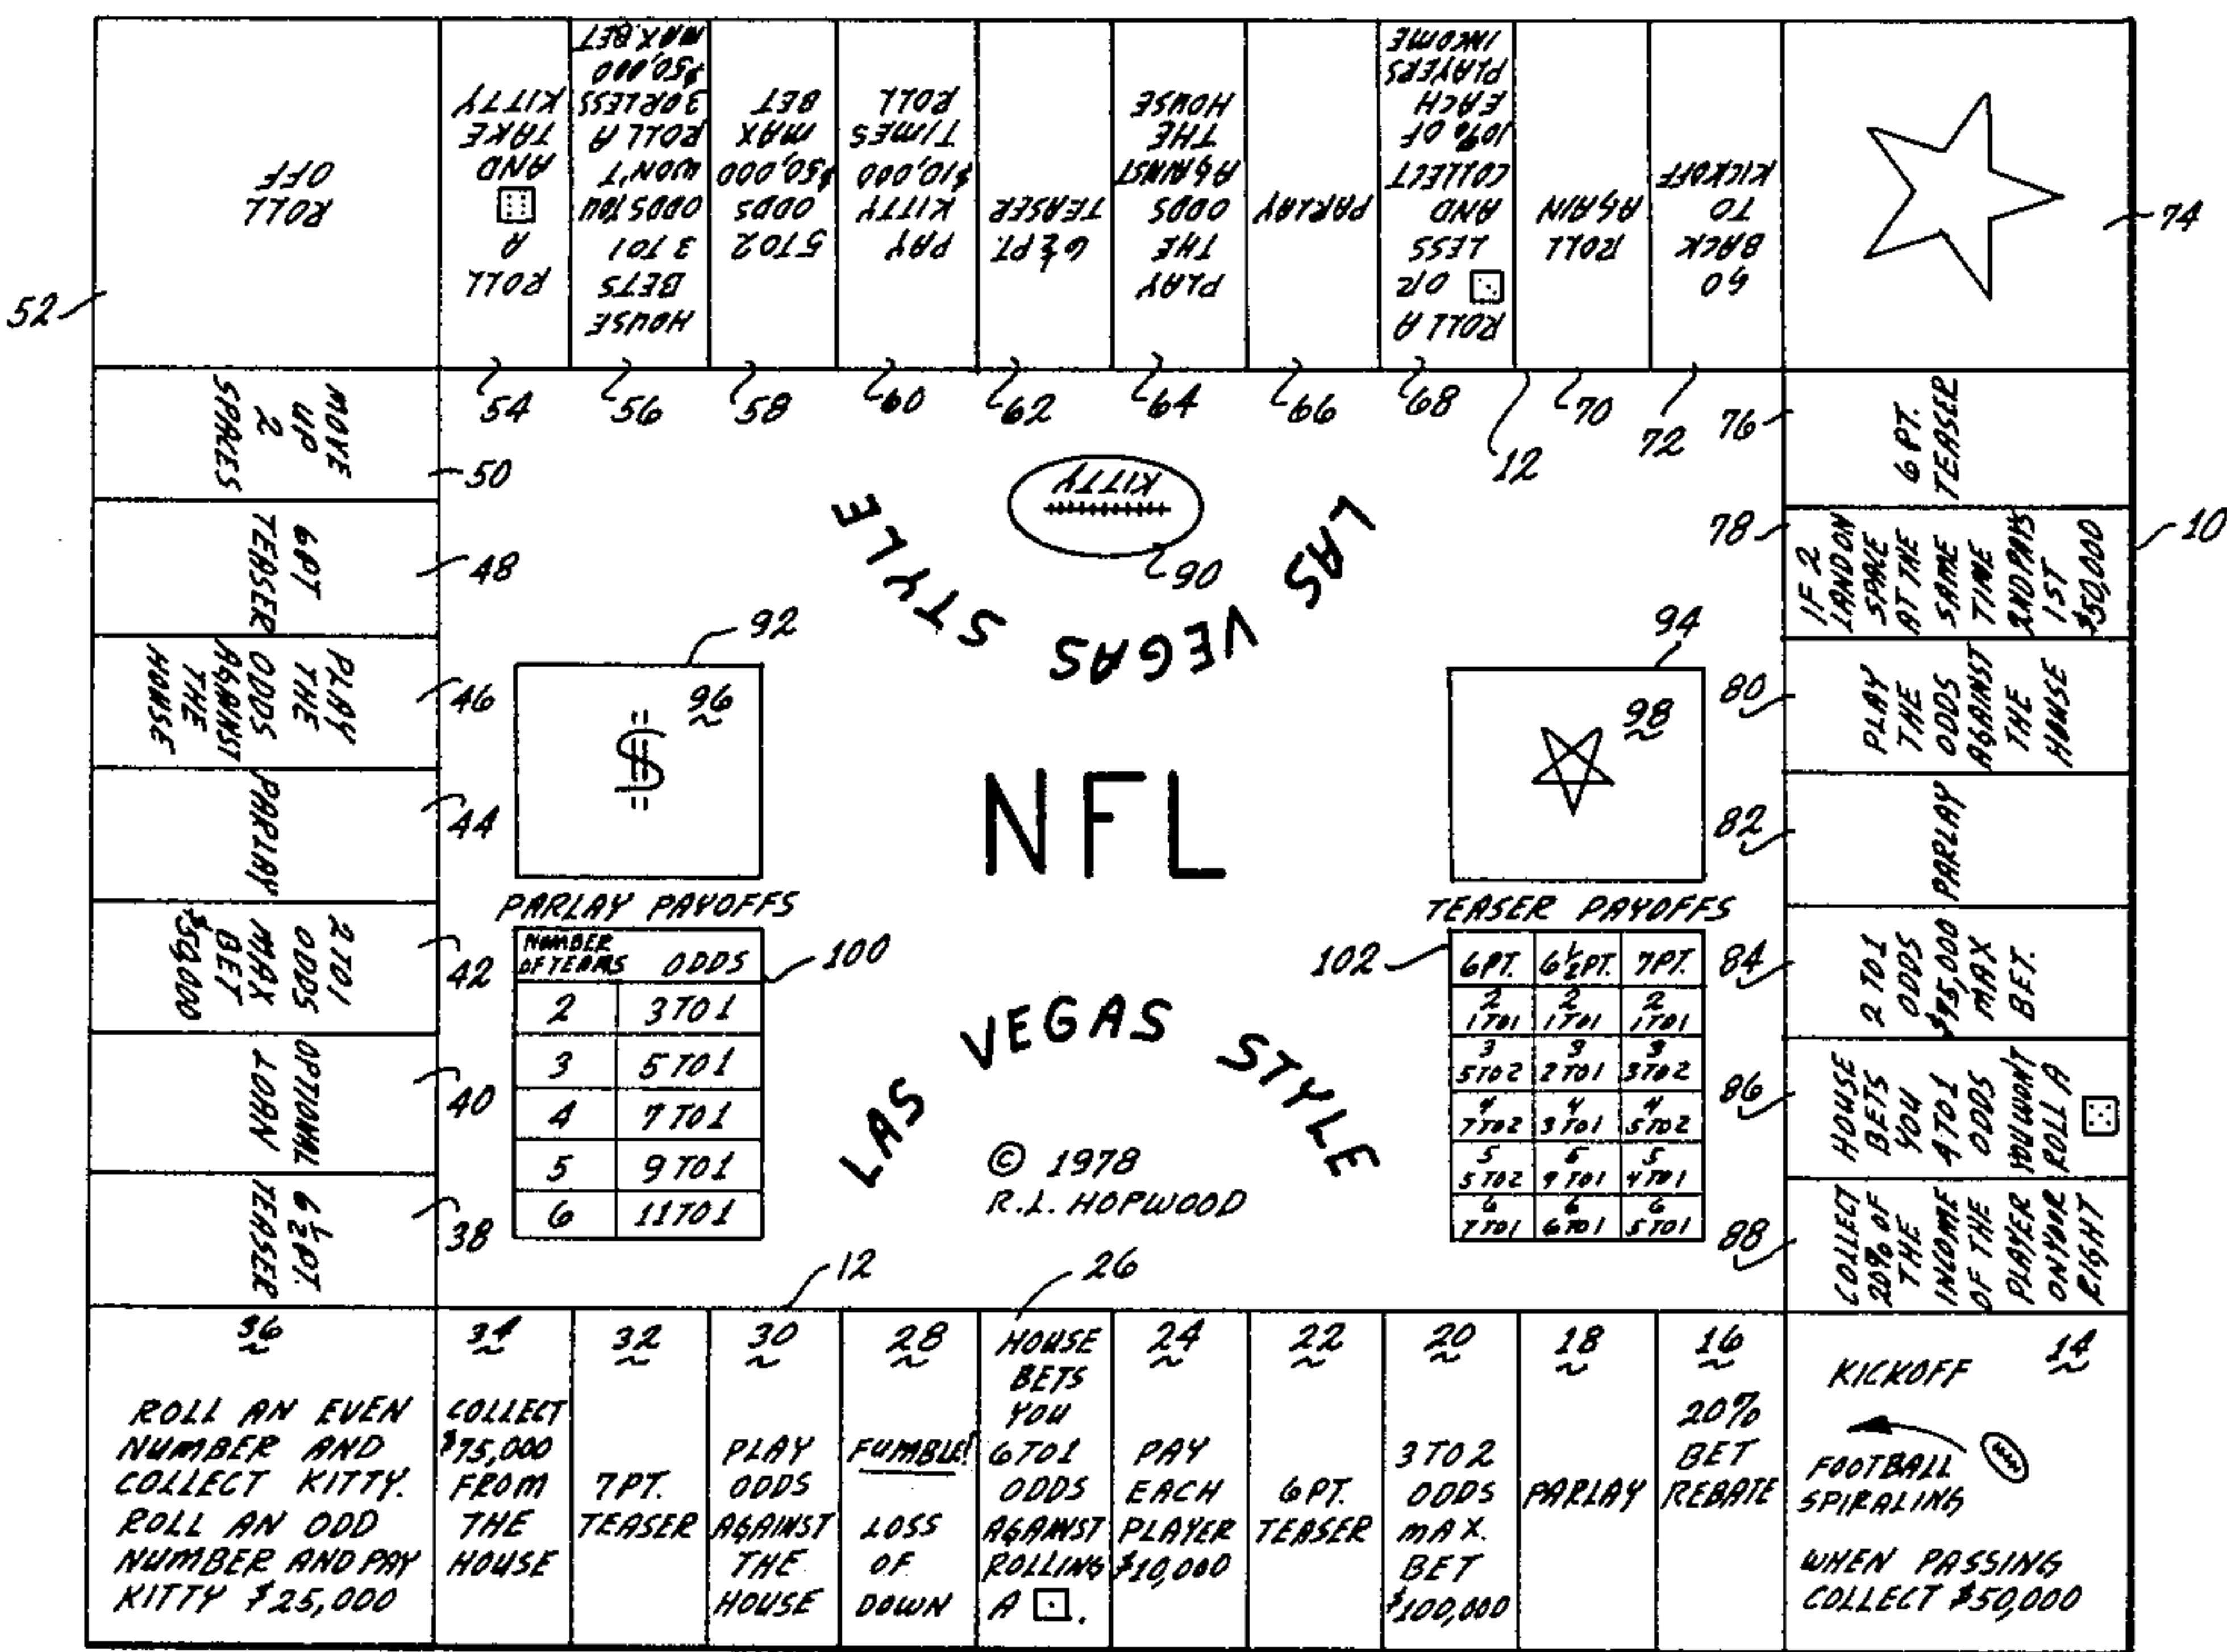 ROLL
OFF
52
ROLL
A
AND
TAKE
KITTY
54
HOUSE
BETS
3 TO 1
ODDS YOU
WON'T
ROLL A
3 OR LESS
$50,000
MAX. BET
56
5 TO 2
ODDS
$50,000
MAX
BET
58
PAY
KITTY
$10,000
TIMES
ROLL
60
6½ PT.
TEASER
62
PLAY
THE
ODDS
AGAINST
THE
HOUSE
64
PARLAY
66
ROLL A
OR
LESS
AND
COLLECT
10% OF
EACH
PLAYERS
INCOME
68
ROLL
AGAIN
70
12
GO
BACK
TO
KICKOFF
72
74
MOVE
UP
2
SPACES
50
6 PT
TEASER
48
PLAY
THE
ODDS
AGAINST
THE
HOUSE
46
PARLAY
44
2 TO 1
ODDS
MAX
BET
$50,000
42
OPTIONAL
LOAN
40
6½ PT.
TEASER
38
KITTY
90
LAS VEGAS STYLE
92
96
$
94
98
NFL
PARLAY PAYOFFS
NUMBER
OF TEAMS ODDS
100
2 3 TO 1
3 5 TO 1
4 7 TO 1
5 9 TO 1
6 11 TO 1
LAS VEGAS STYLE
© 1978
R.L. HOPWOOD
TEASER PAYOFFS
102
6 PT. 6½ PT. 7 PT.
2 2 2
1 TO 1 1 TO 1 1 TO 1
3 3 3
5 TO 2 2 TO 1 3 TO 2
4 4 4
7 TO 2 3 TO 1 5 TO 2
5 5 5
5 TO 2 9 TO 1 4 TO 1
6 6 6
7 TO 1 6 TO 1 5 TO 1
76
6 PT.
TEASER
10
78
IF 2
LAND ON
SPACE
AT THE
SAME
TIME
2ND PAYS
1ST
$50,000
80
PLAY
THE
ODDS
AGAINST
THE
HOUSE
82
PARLAY
84
2 TO 1
ODDS
$75,000
MAX
BET.
86
HOUSE
BETS
YOU
4 TO 1
ODDS
YOU WON'T
ROLL A
88
COLLECT
20% OF
THE
INCOME
OF THE
PLAYER
ON YOUR
RIGHT
12
26
36
ROLL AN EVEN
NUMBER AND
COLLECT KITTY.
ROLL AN ODD
NUMBER AND PAY
KITTY $25,000
34
COLLECT
$75,000
FROM
THE
HOUSE
32
7 PT.
TEASER
30
PLAY
ODDS
AGAINST
THE
HOUSE
28
FUMBLE!
LOSS
OF
DOWN
HOUSE
BETS
YOU
6 TO 1
ODDS
AGAINST
ROLLING
A .
24
PAY
EACH
PLAYER
$10,000
22
6 PT.
TEASER
20
3 TO 2
ODDS
MAX.
BET
$100,000
18
PARLAY
16
20%
BET
REBATE
14
KICKOFF
FOOTBALL
SPIRALING
WHEN PASSING
COLLECT $50,000